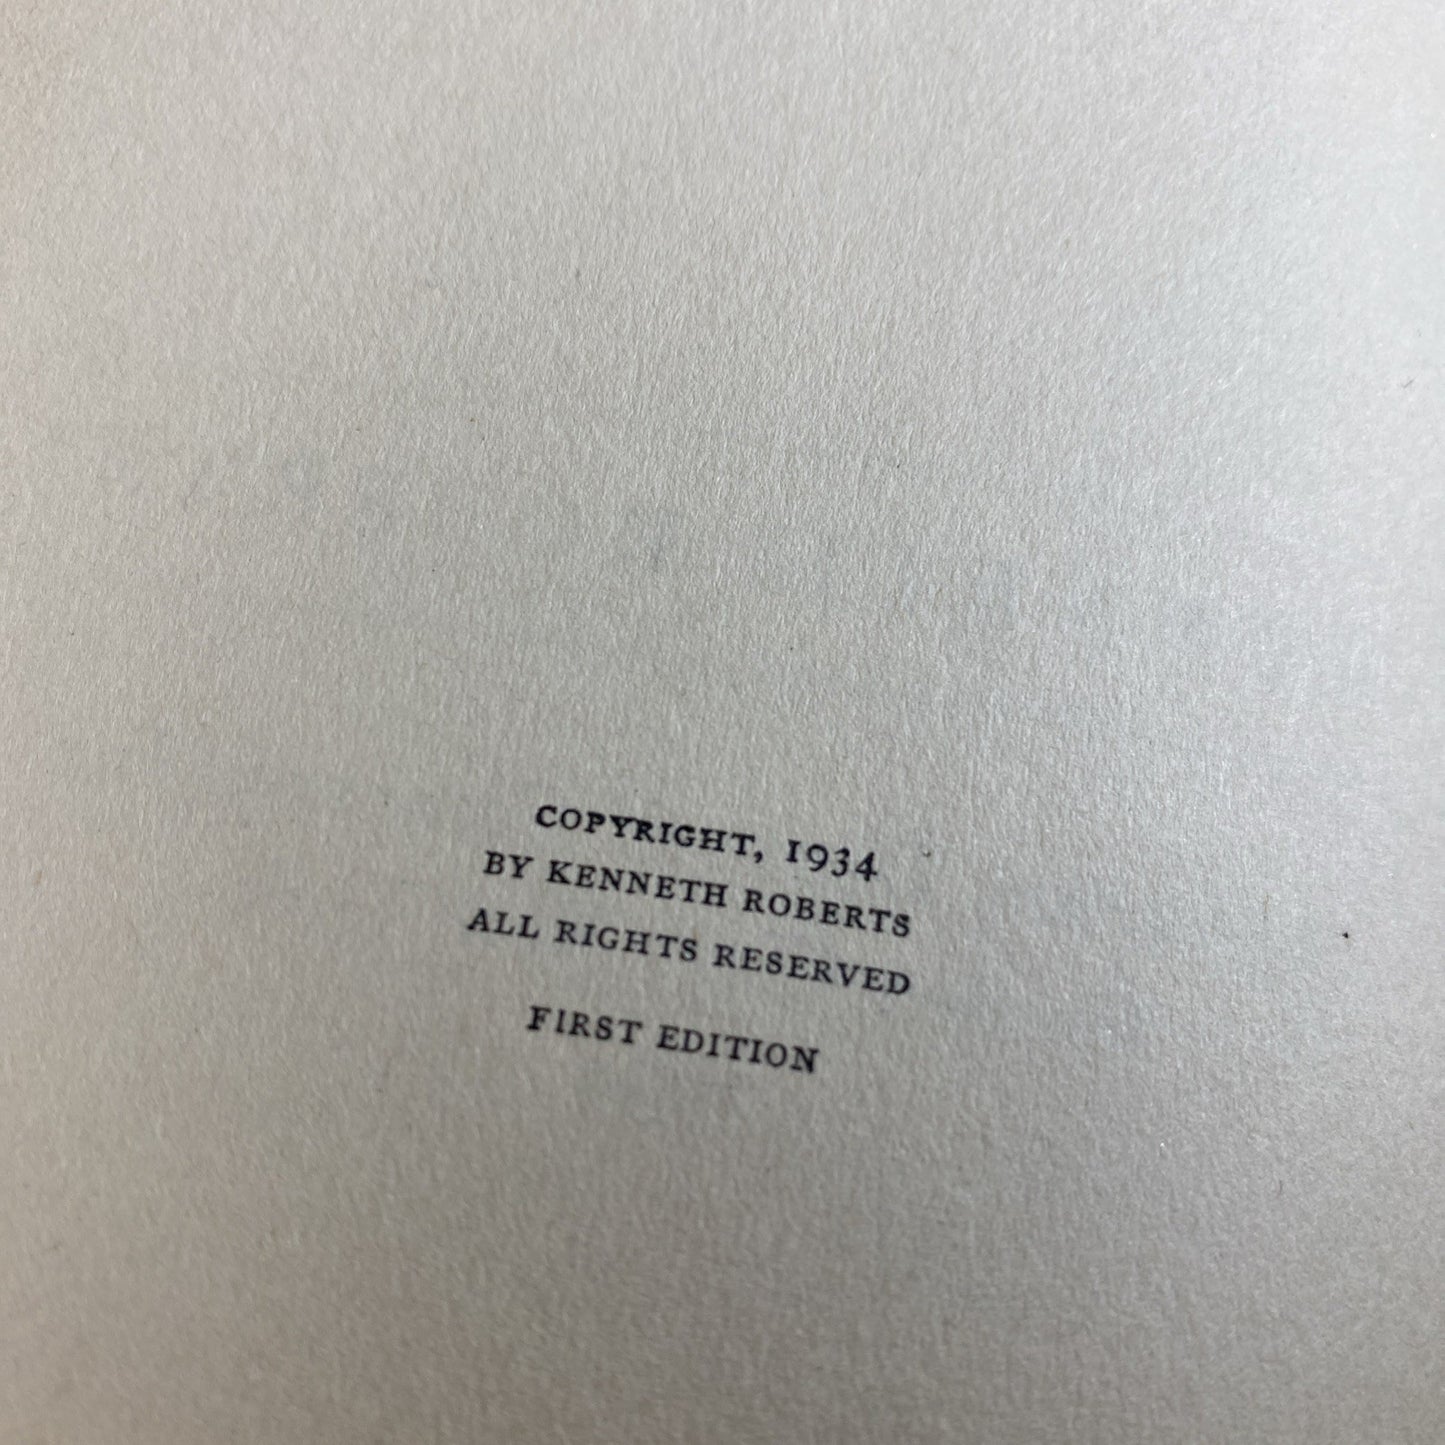 COPYRIGHT, 1934
BY KENNETH ROBERTS
ALL RIGHTS RESERVED
FIRST EDITION